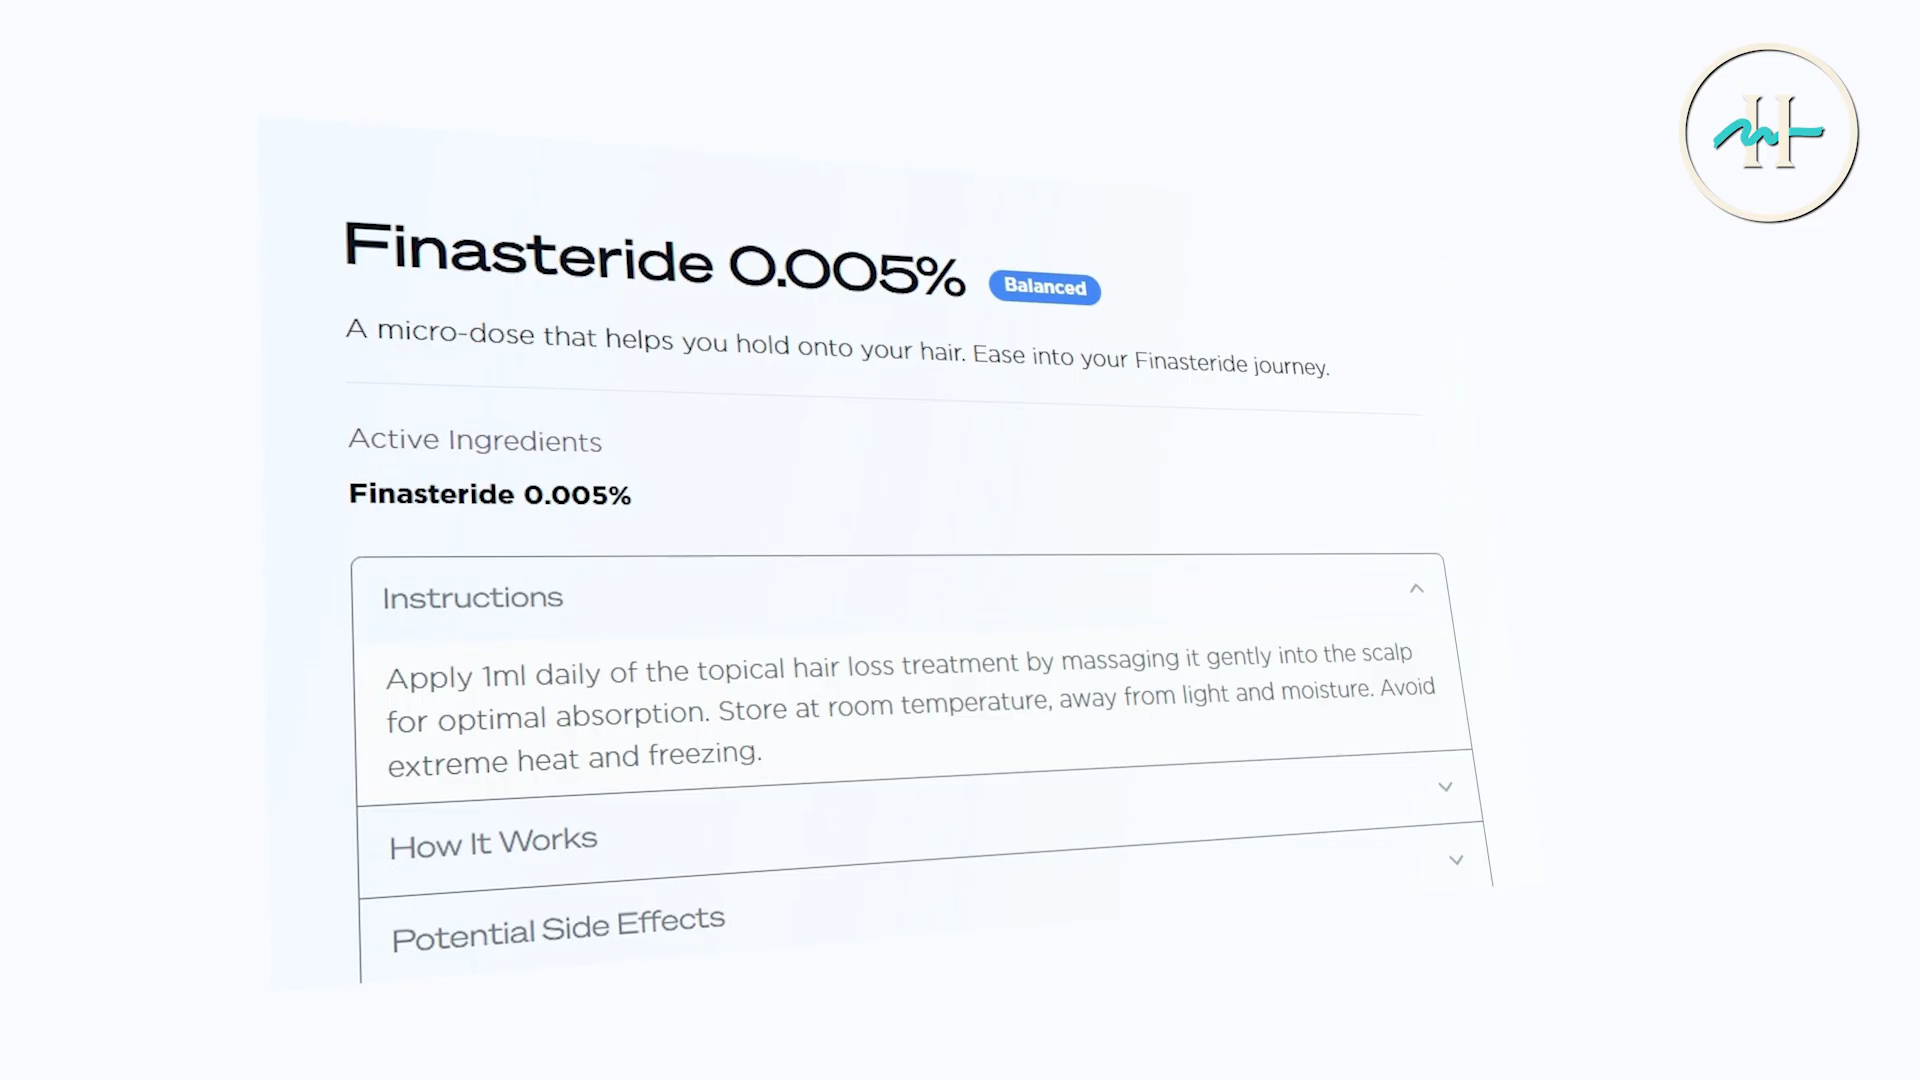 H
Finasteride 0.005% Balanced
A micro-dose that helps you hold onto your hair. Ease into your Finasteride journey.
Active Ingredients
Finasteride 0.005%
Instructions
Apply 1ml daily of the topical hair loss treatment by massaging it gently into the scalp
for optimal absorption. Store at room temperature, away from light and moisture. Avoid
extreme heat and freezing.
How It Works
Potential Side Effects